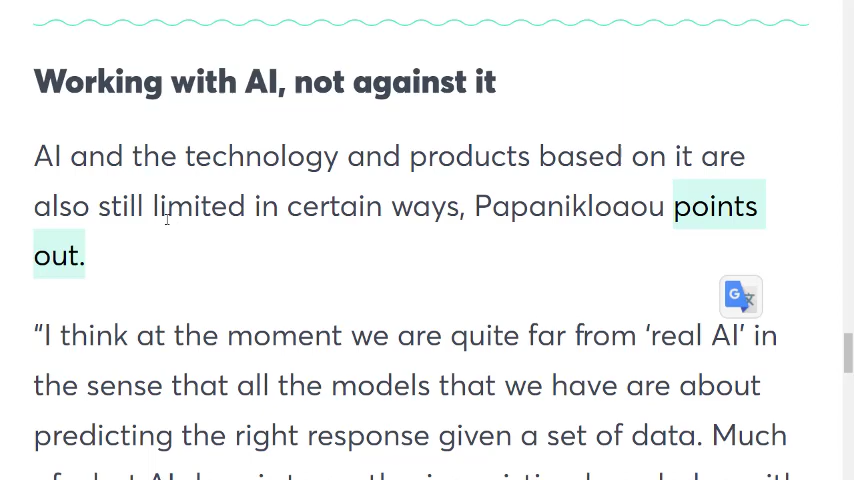 Working with AI, not against it
AI and the technology and products based on it are
also still limited in certain ways, Papanikloaou points
out.
“I think at the moment we are quite far from ‘real AI’ in
the sense that all the models that we have are about
predicting the right response given a set of data. Much